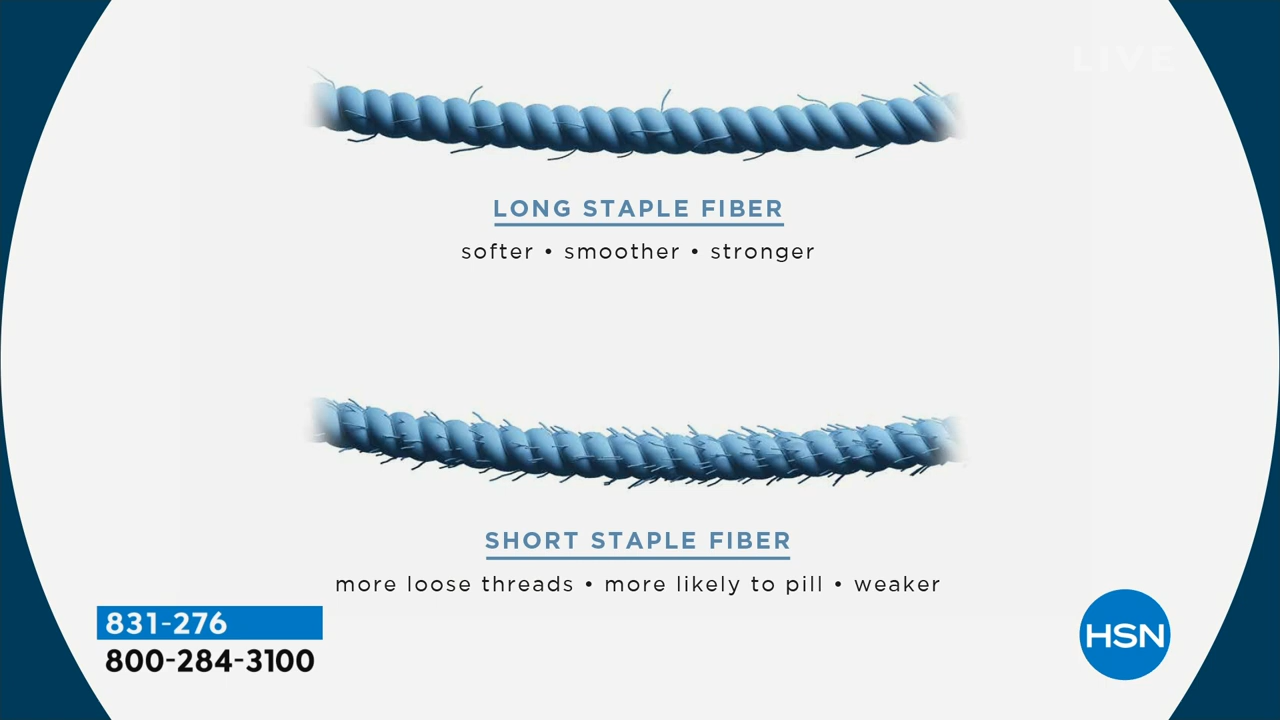 LIVE
LONG STAPLE FIBER
softer • smoother • stronger
SHORT STAPLE FIBER
more loose threads • more likely to pill • weaker
831-276
800-284-3100
HSN